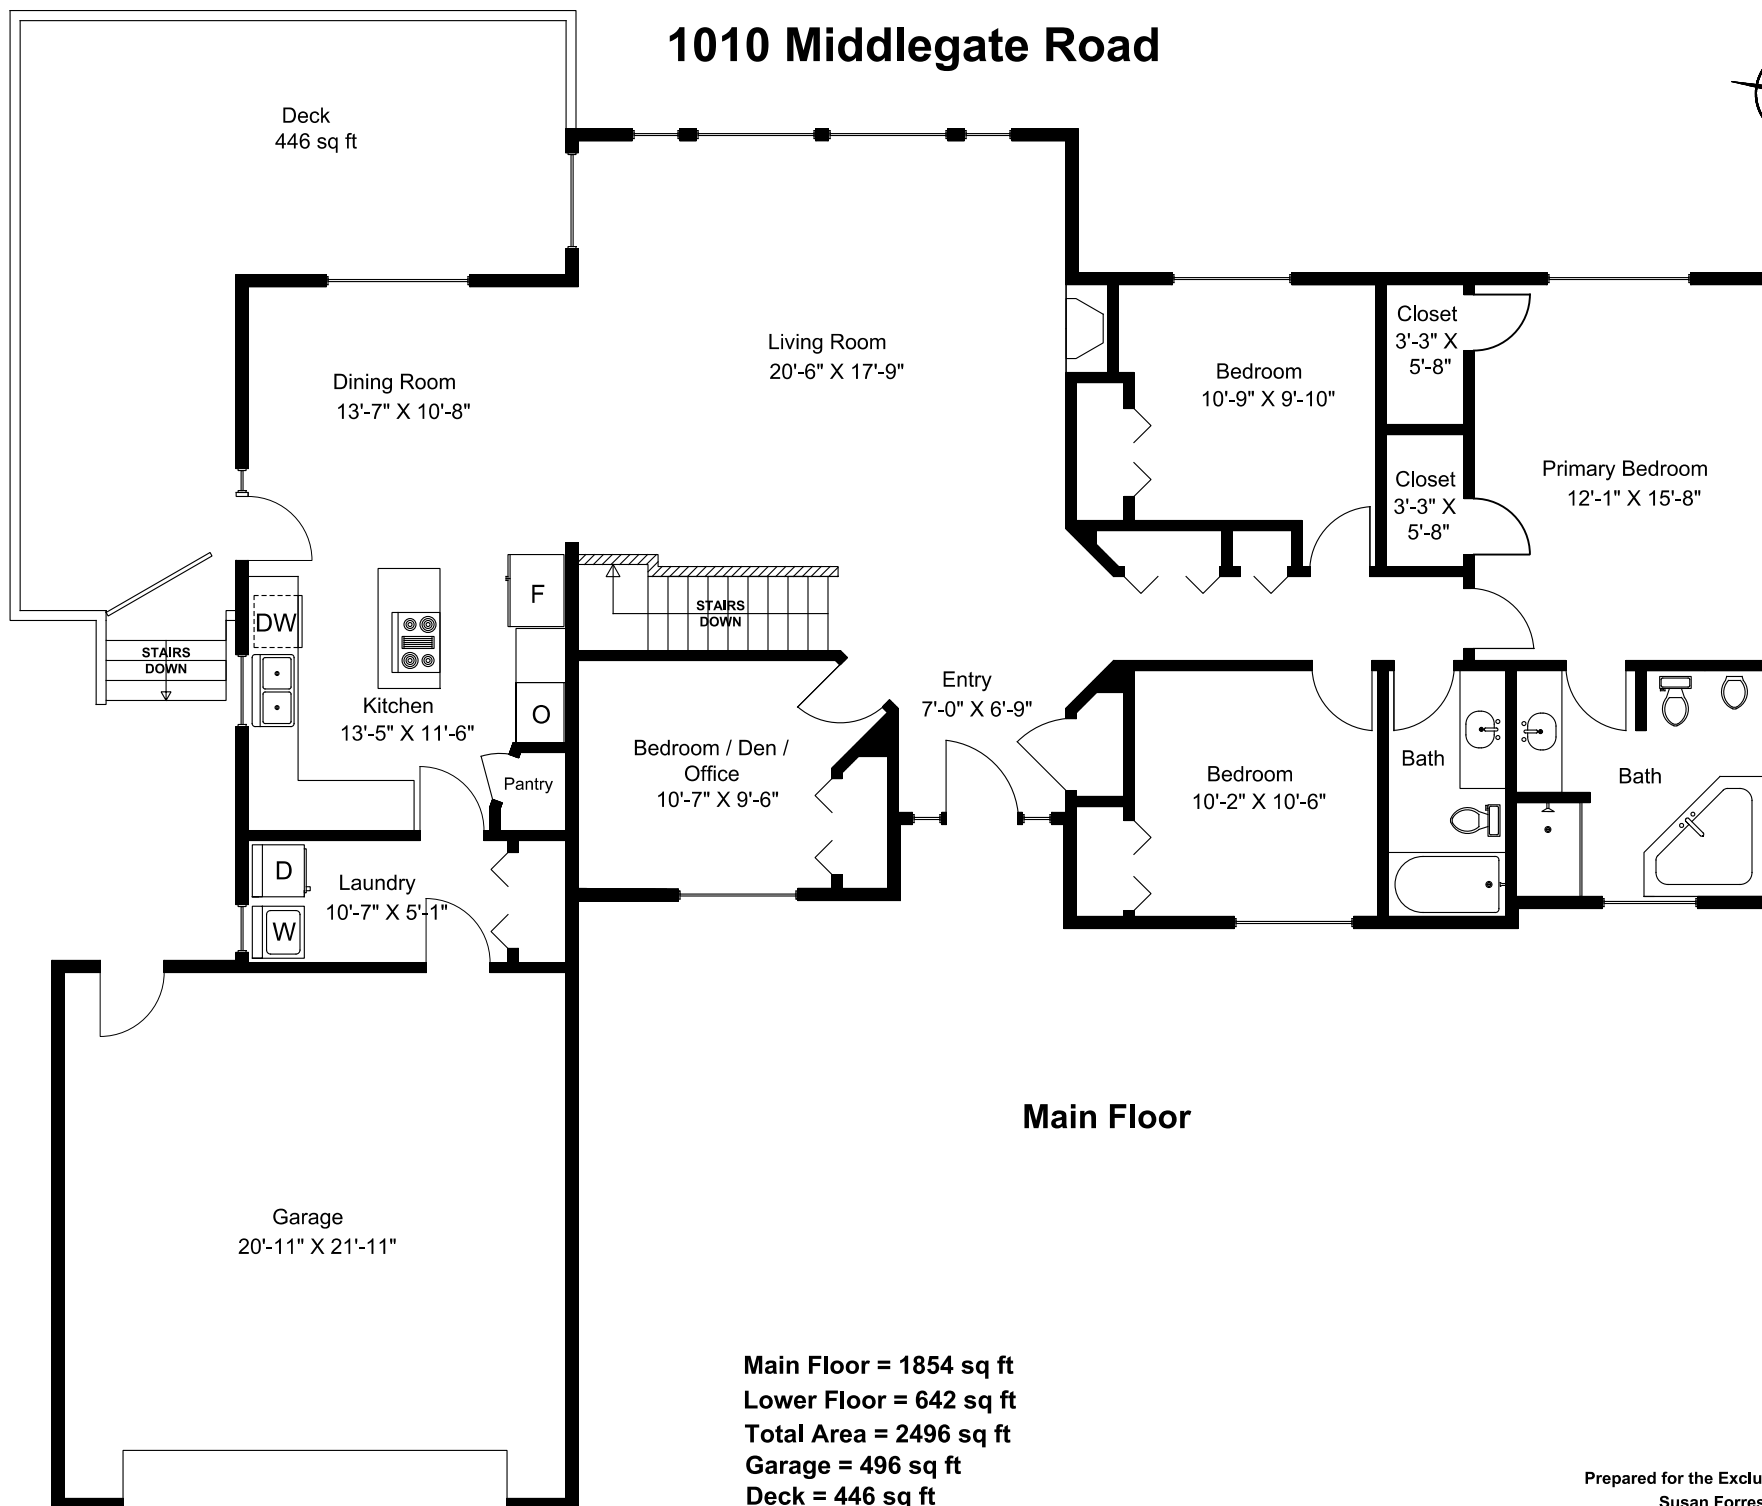 1010 Middlegate Road
Deck
446 sq ft
Living Room
20'-6" X 17'-9"
Dining Room
13'-7" X 10'-8"
Bedroom
10'-9" X 9'-10"
Closet
3'-3" X
5'-8"
Closet
3'-3" X
5'-8"
Primary Bedroom
12'-1" X 15'-8"
F
DW
STAIRS
DOWN
STAIRS
DOWN
Kitchen
13'-5" X 11'-6"
O
Pantry
Entry
7'-0" X 6'-9"
Bedroom / Den /
Office
10'-7" X 9'-6"
Bedroom
10'-2" X 10'-6"
Bath
Bath
D
W
Laundry
10'-7" X 5'-1"
Main Floor
Garage
20'-11" X 21'-11"
Main Floor = 1854 sq ft
Lower Floor = 642 sq ft
Total Area = 2496 sq ft
Garage = 496 sq ft
Deck = 446 sq ft
Prepared for the
Susan